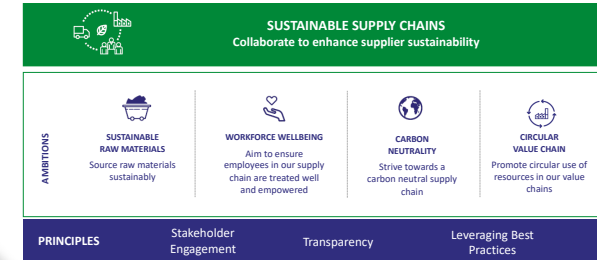 SUSTAINABLE SUPPLY CHAINS
Collaborate to enhance supplier sustainability
AMBITIONS
SUSTAINABLE
RAW MATERIALS
Source raw materials
sustainably
WORKFORCE WELLBEING
Aim to ensure
employees in our supply
chain are treated well
and empowered
CARBON
NEUTRALITY
Strive towards a
carbon neutral supply
chain
CIRCULAR
VALUE CHAIN
Promote circular use of
resources in our value
chains
PRINCIPLES
Stakeholder
Engagement
Transparency
Leveraging Best
Practices